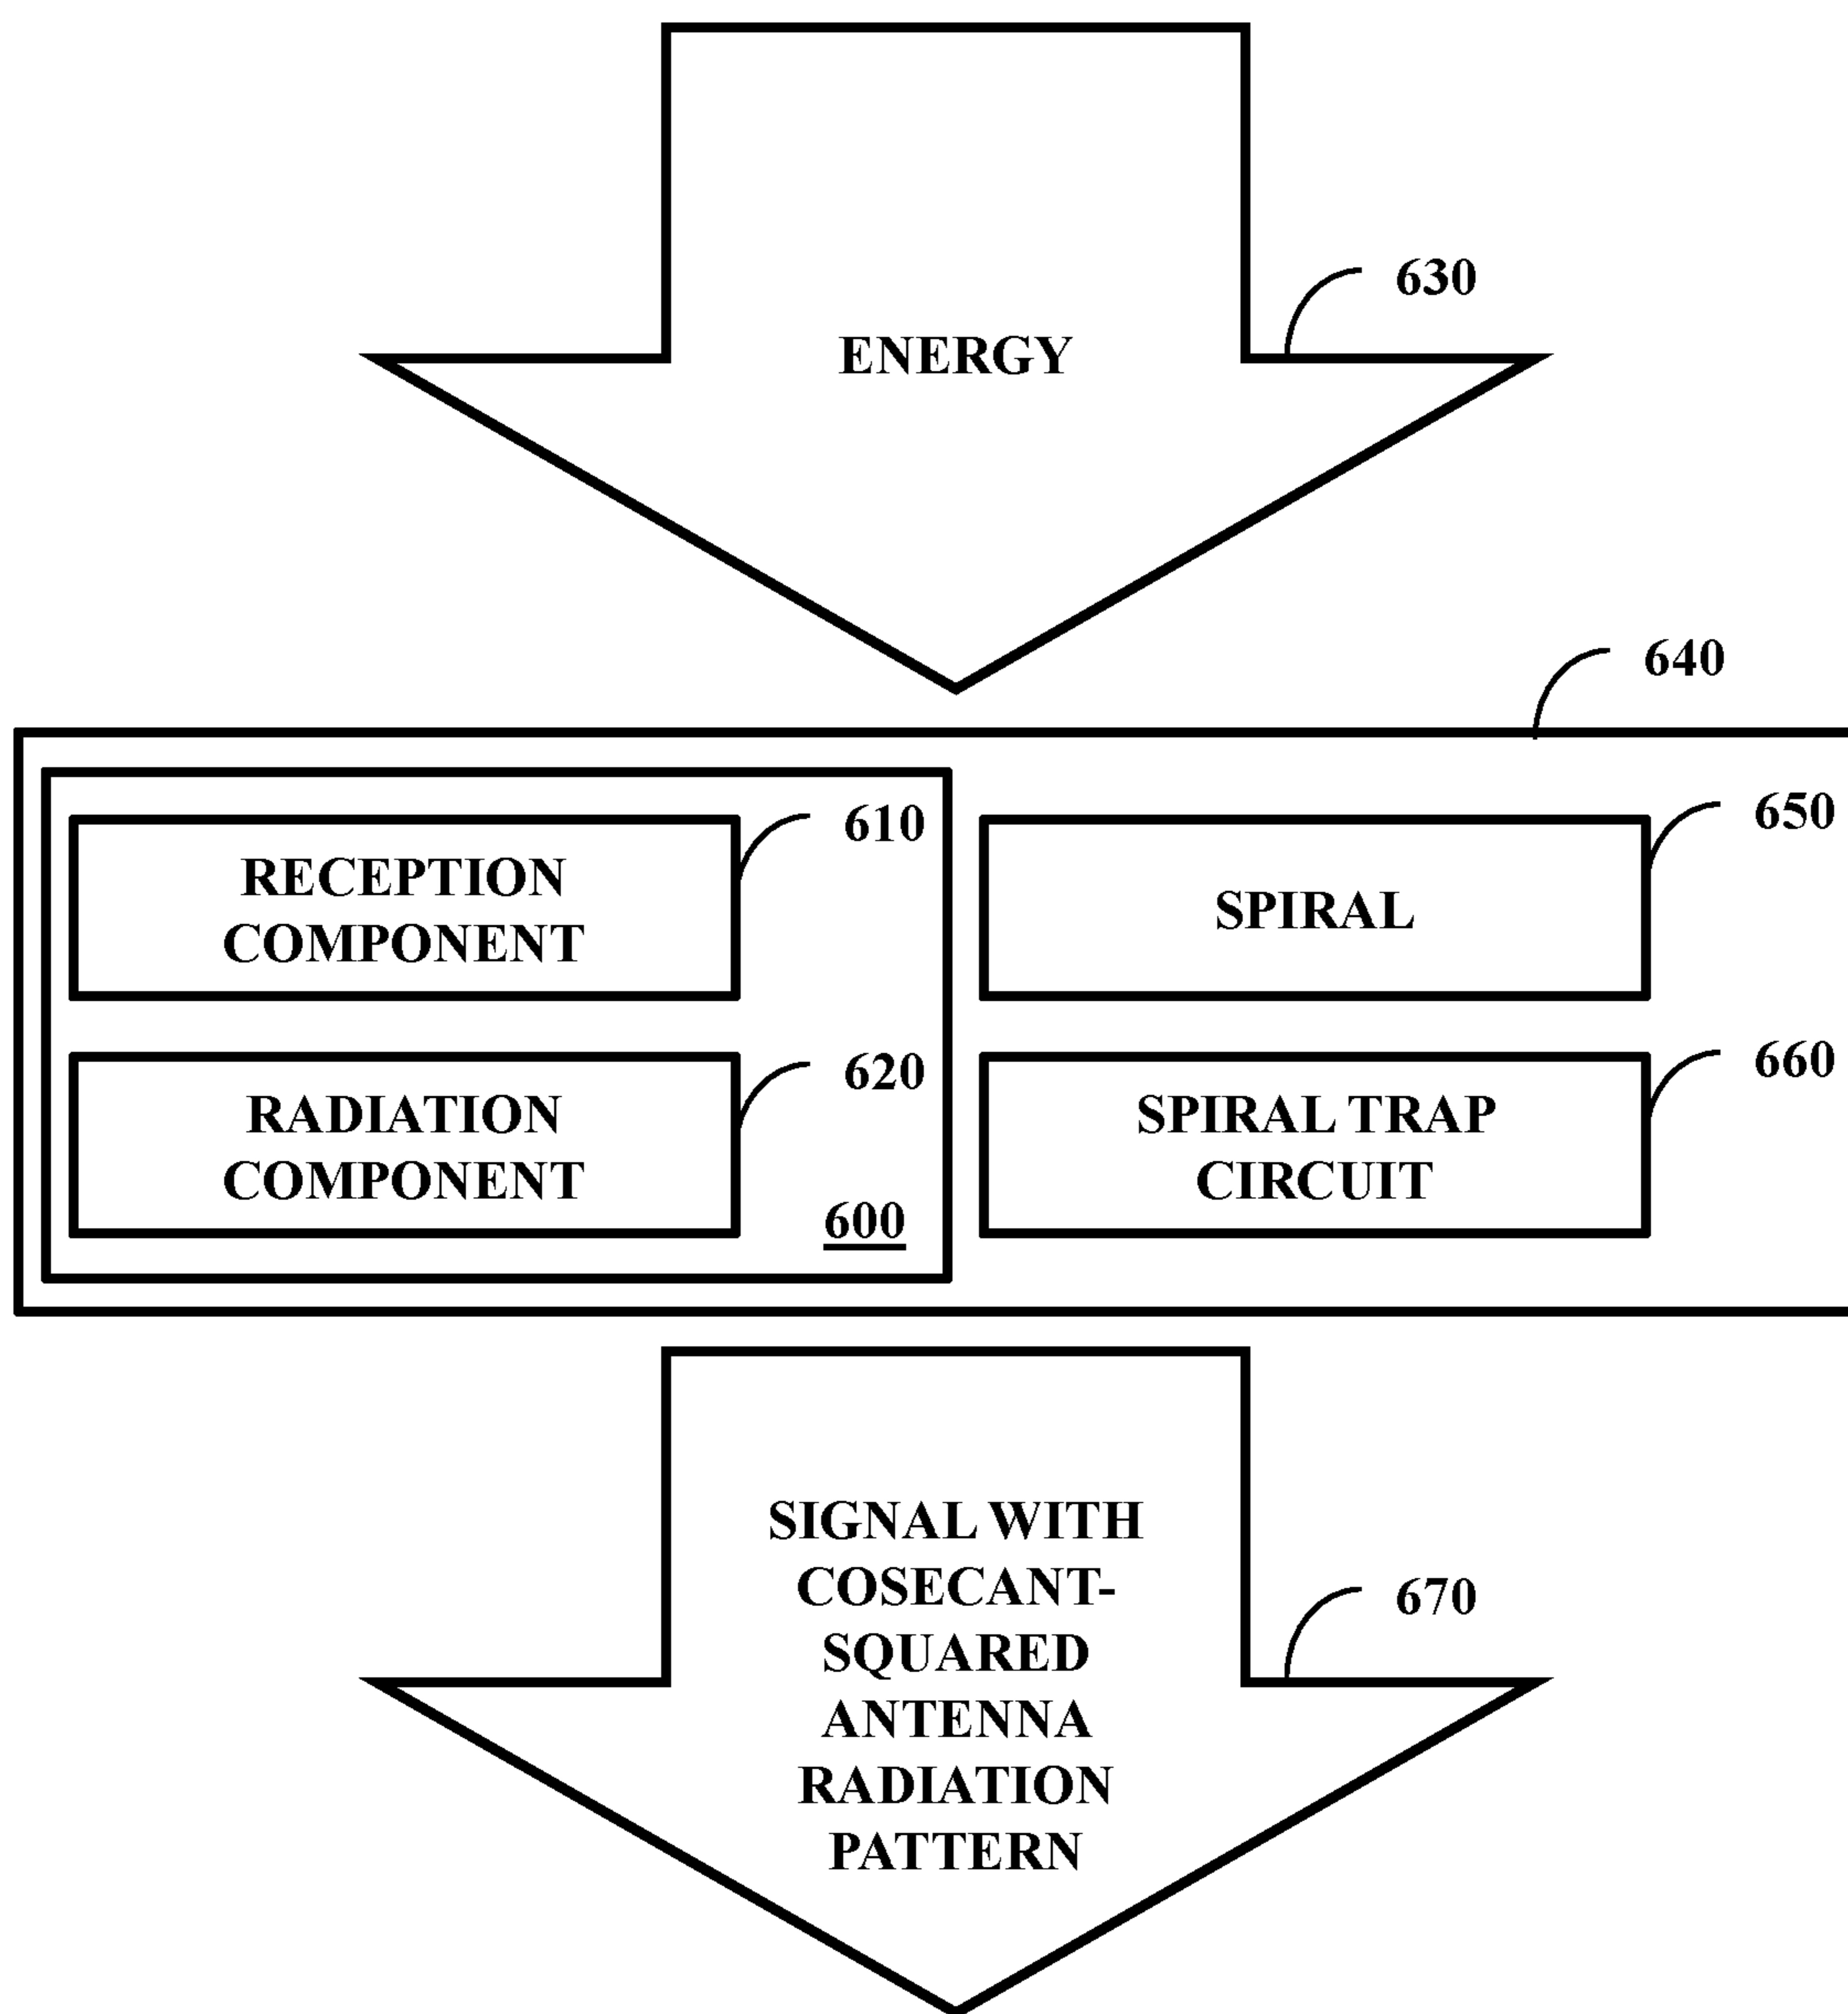 630
ENERGY
640
610
650
RECEPTION
COMPONENT
SPIRAL
620
660
RADIATION
COMPONENT
SPIRAL TRAP
CIRCUIT
600
SIGNAL WITH
COSECANT-
SQUARED
ANTENNA
RADIATION
PATTERN
670